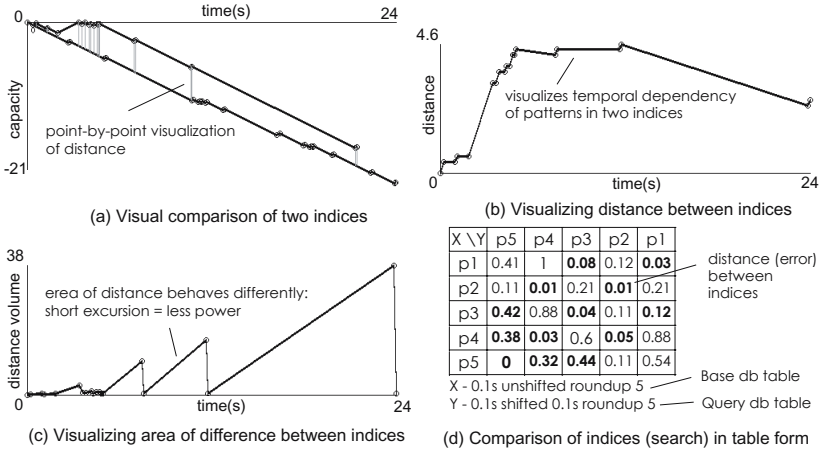 time(s)
0
24
capacity
point-by-point visualization
of distance
-21
(a) Visual comparison of two indices
4.6
distance
visualizes temporal dependency
of patterns in two indices
0
time(s)
24
(b) Visualizing distance between indices
38
distance volume
erea of distance behaves differently:
short excursion = less power
0
time(s)
24
(c) Visualizing area of difference between indices
X \Y p5 p4 p3 p2 p1
p1 0.41 1 0.08 0.12 0.03
p2 0.11 0.01 0.21 0.01 0.21
p3 0.42 0.88 0.04 0.11 0.12
p4 0.38 0.03 0.6 0.05 0.88
p5 0 0.32 0.44 0.11 0.54
distance (error)
between
indices
X - 0.1s unshifted roundup 5
Base db table
Y - 0.1s shifted 0.1s roundup 5
Query db table
(d) Comparison of indices (search) in table form